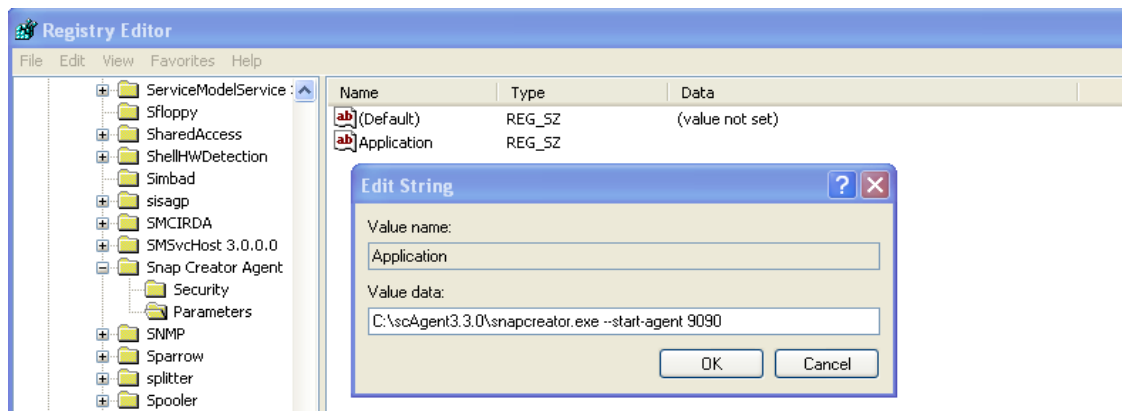 Registry Editor
File Edit View Favorites Help
ServiceModelService
Sfloppy
SharedAccess
ShellHWDetection
Simbad
sisagp
SMCIRDA
SMSvcHost 3.0.0.0
Snap Creator Agent
Security
Parameters
SNMP
Sparrow
splitter
Spooler
Name Type Data
ab (Default) REG_SZ (value not set)
ab Application REG_SZ
Edit String
Value name:
Application
Value data:
C:\scAgent3.3.0\snapcreator.exe --start-agent 9090
OK Cancel